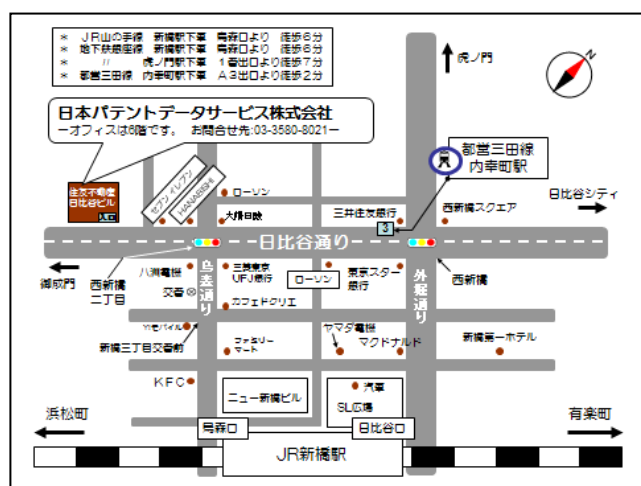 * JR山の手線 新橋駅下車 烏森口より 徒歩6分
* 地下鉄銀座線 新橋駅下車 烏森口より 徒歩6分
* 〃 虎ノ門駅下車 1番出口より徒歩7分
* 都営三田線 内幸町駅下車 A3出口より徒歩2分
虎ノ門
N
日本パテントデータサービス株式会社
ーオフィスは6階です。 お問合せ先:03-3580-8021ー
都営三田線
内幸町駅
住友不動産
日比谷ビル
入口
セブンイレブン
HANABISHI
ローソン
三井住友銀行
3
西新橋スクエア
日比谷シティ
日比谷通り
御成門
西新橋
二丁目
八洲電機
交番
烏森通り
三菱東京
UFJ銀行
ローソン
東京スター
銀行
外堀通り
西新橋
カフェドクリエ
新橋三丁目交番前
ファミリー
マート
ヤマダ電機
マクドナルド
新橋第一ホテル
KFC
ニュー新橋ビル
汽車
SL広場
浜松町
烏森口
日比谷口
有楽町
JR新橋駅